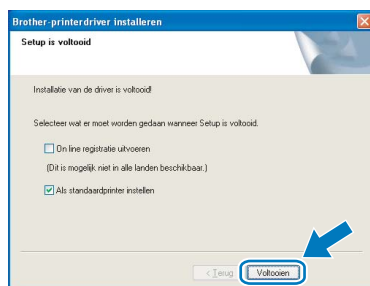 Brother-printerdriver installeren
Setup is voltooid
Installatie van de driver is voltooid!
Selecteer wat er moet worden gedaan wanneer Setup is voltooid.
On line registratie uitvoeren
(Dit is mogelijk niet in alle landen beschikbaar.)
Als standaardprinter instellen
< Terug
Voltooien